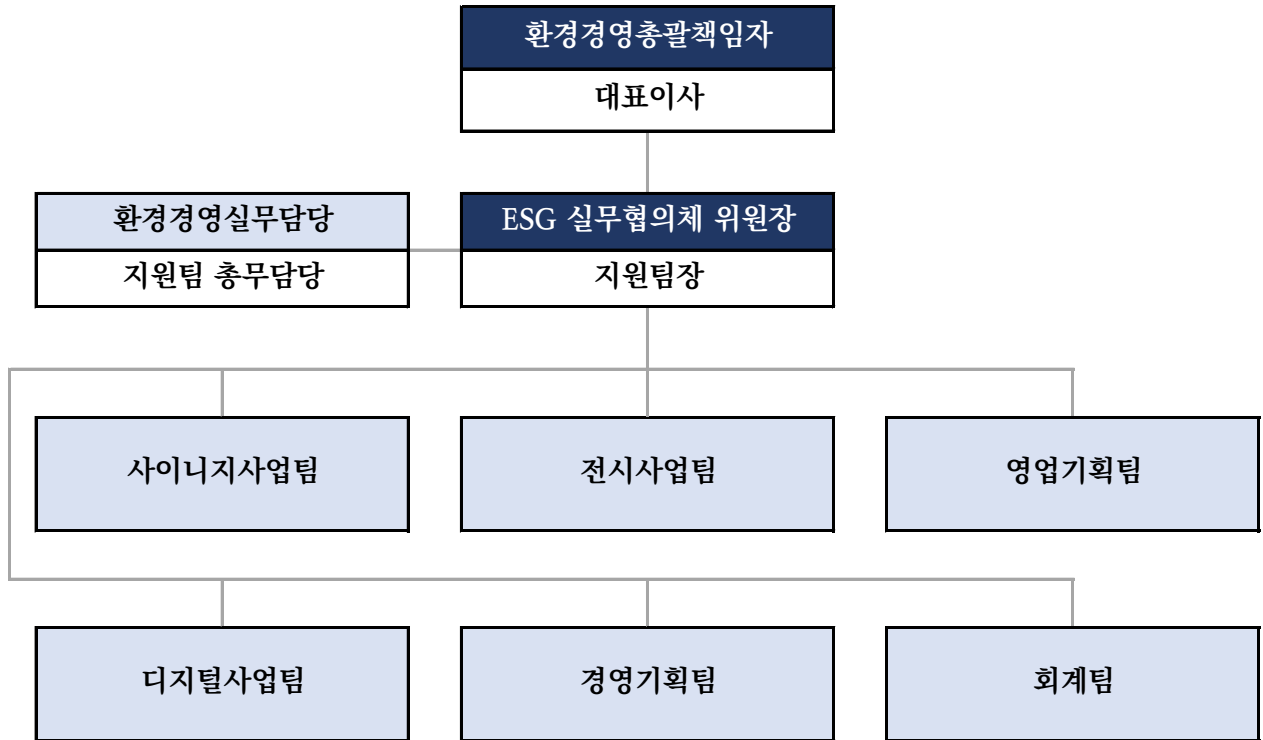 환경경영총괄책임자
대표이사
환경경영실무담당
지원팀 총무담당
ESG 실무협의체 위원장
지원팀장
사이니지사업팀
전시사업팀
영업기획팀
디지털사업팀
경영기획팀
회계팀